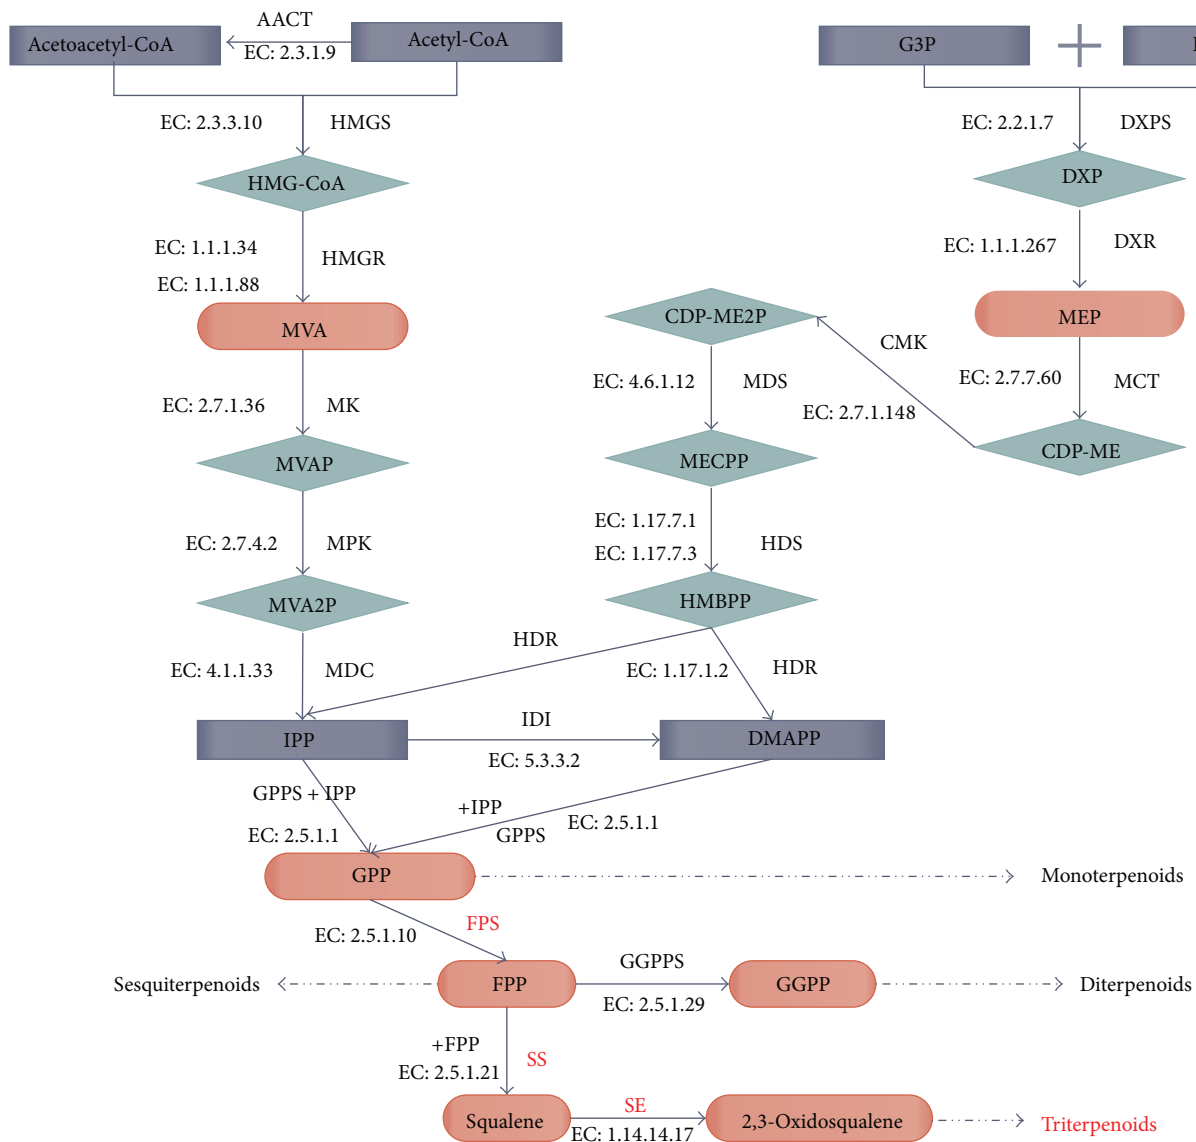 AACT
Acetoacetyl-CoA
Acetyl-CoA
EC: 2.3.1.9
G3P
EC: 2.3.3.10
HMGS
EC: 2.2.1.7
DXPS
HMG-CoA
DXP
EC: 1.1.1.34
HMGR
EC: 1.1.1.88
EC: 1.1.1.267
DXR
MVA
CDP-ME2P
MEP
CMK
EC: 4.6.1.12
MDS
EC: 2.7.7.60
MCT
EC: 2.7.1.36
MK
EC: 2.7.1.148
MVAP
MECPP
CDP-ME
EC: 1.17.7.1
EC: 1.17.7.3
HDS
EC: 2.7.4.2
MPK
MVA2P
HMBPP
HDR
EC: 1.17.1.2
HDR
EC: 4.1.1.33
MDC
IDI
IPP
DMAPP
EC: 5.3.3.2
GPPS + IPP
+IPP
EC: 2.5.1.1
GPPS
EC: 2.5.1.1
GPP
Monoterpenoids
FPS
EC: 2.5.1.10
GGPPS
Sesquiterpenoids
FPP
GGPP
Diterpenoids
EC: 2.5.1.29
+FPP
SS
EC: 2.5.1.21
SE
Squalene
2,3-Oxidosqualene
Triterpenoids
EC: 1.14.14.17